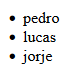 • pedro
• lucas
• jorje